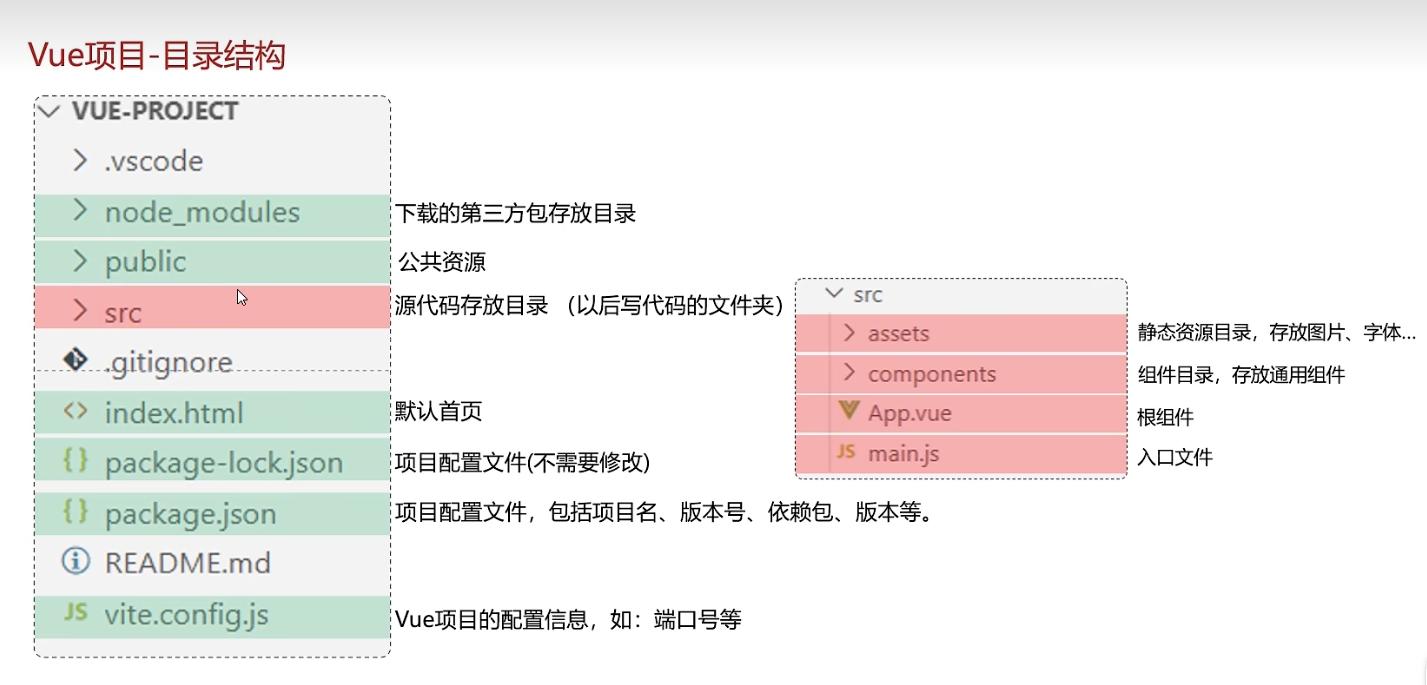 Vue项目-目录结构
VUE-PROJECT
.vscode
node_modules 下载的第三方包存放目录
public 公共资源
src 源代码存放目录 （以后写代码的文件夹）
.gitignore
index.html 默认首页
package-lock.json 项目配置文件(不需要修改)
package.json 项目配置文件，包括项目名、版本号、依赖包、版本等。
README.md
JS vite.config.js Vue项目的配置信息，如：端口号等
src
assets 静态资源目录，存放图片、字体...
components 组件目录，存放通用组件
App.vue 根组件
JS main.js 入口文件